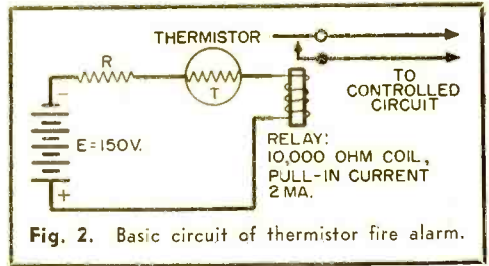 THERMISTOR
R
T
TO
CONTROLLED
CIRCUIT
−
E=150V.
+
RELAY:
10,000 OHM COIL,
PULL-IN CURRENT
2 MA.
Fig. 2. Basic circuit of thermistor fire alarm.